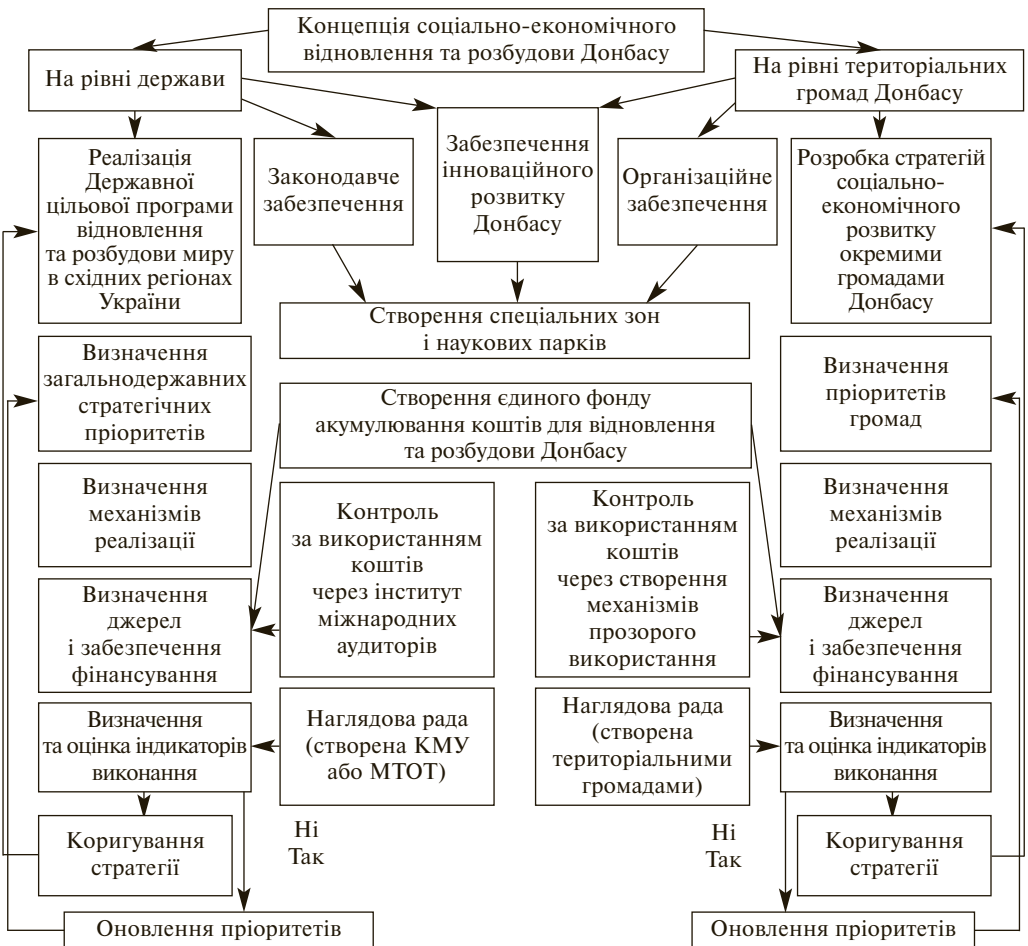 Концепція соціально-економічного
відновлення та розбудови Донбасу
На рівні держави
На рівні територіальних
громад Донбасу
Реалізація
Державної
цільової програми
відновлення
та розбудови миру
в східних регіонах
України
Законодавче
забезпечення
Забезпечення
інноваційного
розвитку
Донбасу
Організаційне
забезпечення
Розробка стратегій
соціально-
економічного
розвитку
окремими
громадами
Донбасу
Створення спеціальних зон
і наукових парків
Визначення
загальнодержавних
стратегічних
пріоритетів
Створення єдиного фонду
акумулювання коштів для відновлення
та розбудови Донбасу
Визначення
пріоритетів
громад
Визначення
механізмів
реалізації
Контроль
за використанням
коштів
через інститут
міжнародних
аудиторів
Контроль
за використанням
коштів
через створення
механізмів
прозорого
використання
Визначення
механізмів
реалізації
Визначення
джерел
і забезпечення
фінансування
Визначення
джерел
і забезпечення
фінансування
Визначення
та оцінка індикаторів
виконання
Наглядова рада
(створена КМУ
або МТОТ)
Наглядова рада
(створена
територіальними
громадами)
Визначення
та оцінка індикаторів
виконання
Коригування
стратегії
Ні
Так
Ні
Так
Коригування
стратегії
Оновлення пріоритетів
Оновлення пріоритетів